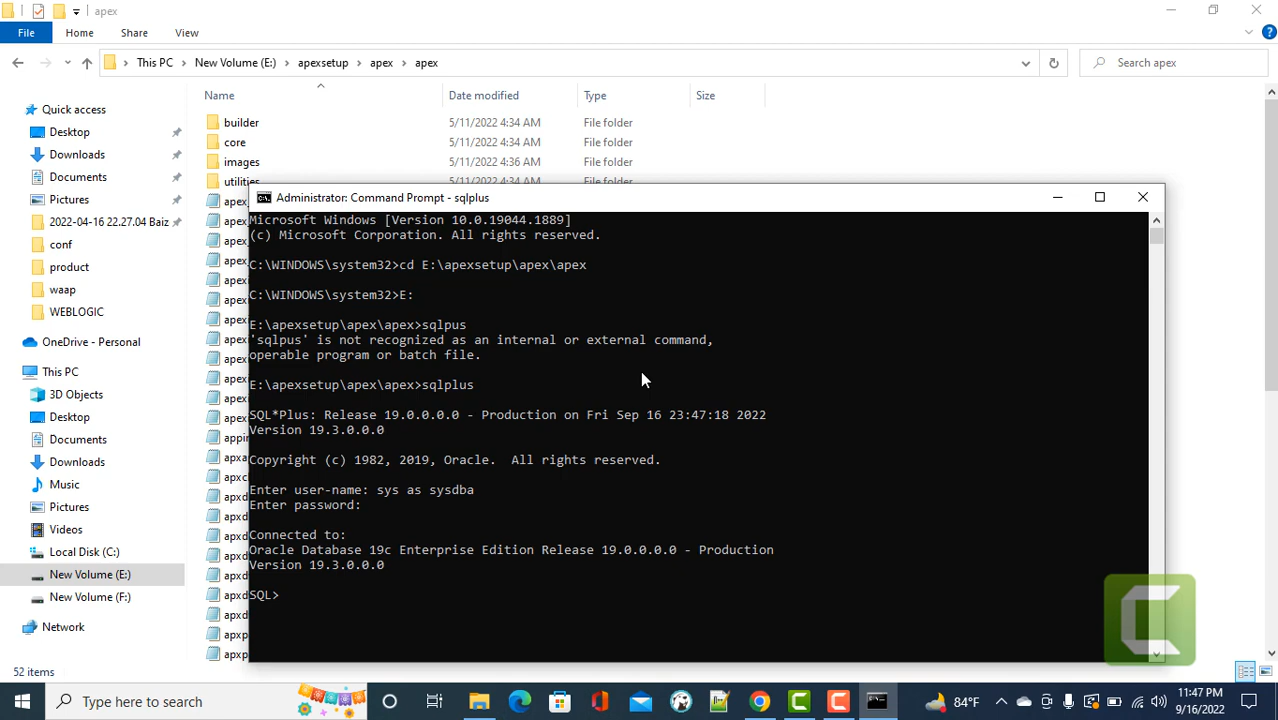 apex
File
Home
Share
View
This PC
New Volume (E:)
apexsetup
apex
apex
Search apex
Name
Date modified
Type
Size
Quick access
Desktop
Downloads
Documents
Pictures
2022-04-16 22.27.04 Baiz
conf
product
waap
WEBLOGIC
OneDrive - Personal
This PC
3D Objects
Desktop
Documents
Downloads
Music
Pictures
Videos
Local Disk (C:)
New Volume (E:)
New Volume (F:)
Network
builder 5/11/2022 4:34 AM File folder
core 5/11/2022 4:34 AM File folder
images 5/11/2022 4:36 AM File folder
utilities 5/11/2022 4:34 AM File folder
Administrator: Command Prompt - sqlplus
Microsoft Windows [Version 10.0.19044.1889]
(c) Microsoft Corporation. All rights reserved.
C:\WINDOWS\system32>cd E:\apexsetup\apex\apex
C:\WINDOWS\system32>E:
E:\apexsetup\apex\apex>sqlpus
'sqlpus' is not recognized as an internal or external command,
operable program or batch file.
E:\apexsetup\apex\apex>sqlplus
SQL*Plus: Release 19.0.0.0.0 - Production on Fri Sep 16 23:47:18 2022
Version 19.3.0.0.0
Copyright (c) 1982, 2019, Oracle.  All rights reserved.
Enter user-name: sys as sysdba
Enter password:
Connected to:
Oracle Database 19c Enterprise Edition Release 19.0.0.0.0 - Production
Version 19.3.0.0.0
SQL>
52 items
Type here to search
84°F
11:47 PM
9/16/2022